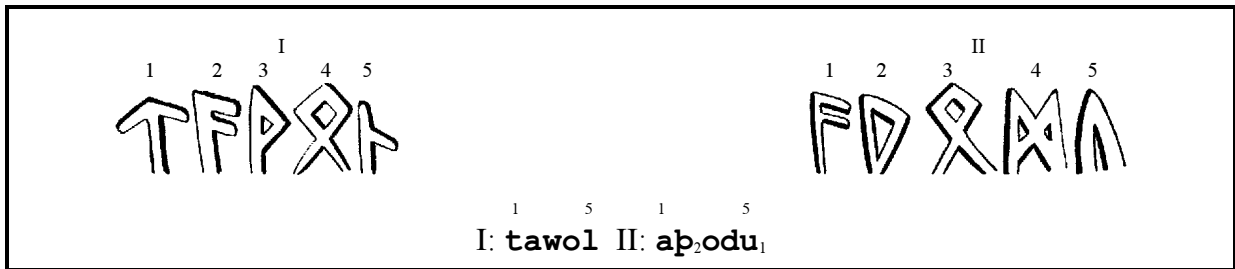 I II
1 2 3 4 5 1 2 3 4 5
ᛏᚨᚹᛟᛚ ᚨᚦᛟᛞᚢ
1 5 1 5
I: tawol II: aþ₂odu₁